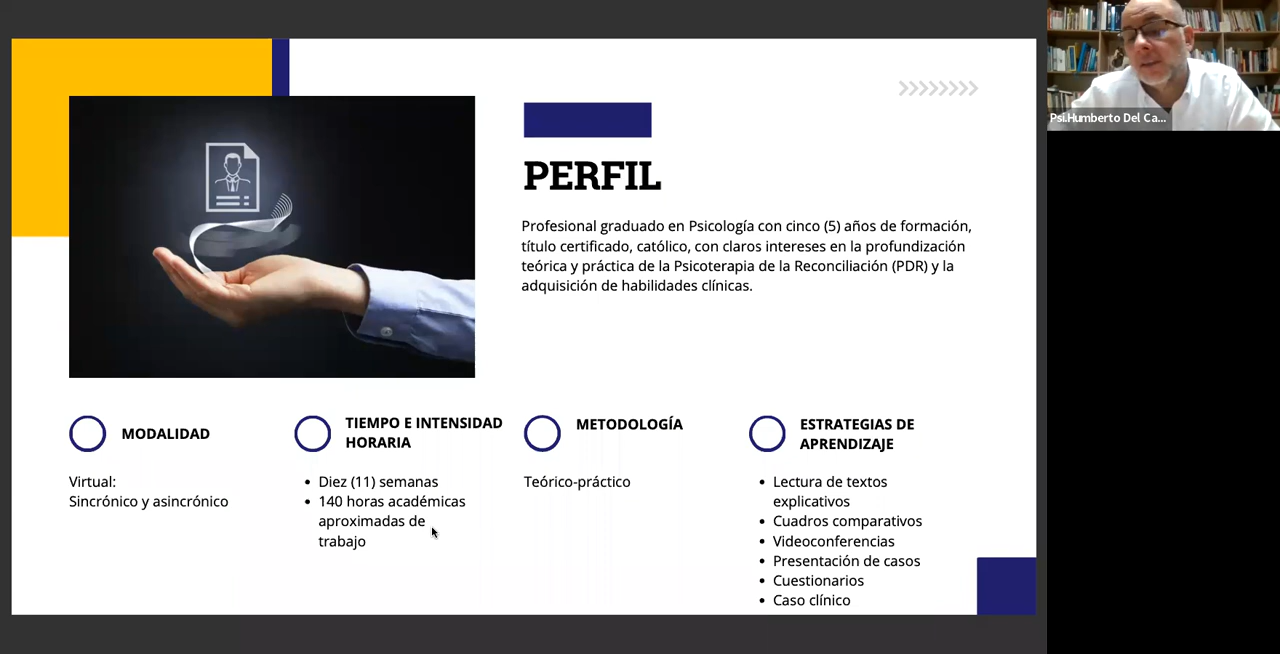 PERFIL
Profesional graduado en Psicología con cinco (5) años de formación,
título certificado, católico, con claros intereses en la profundización
teórica y práctica de la Psicoterapia de la Reconciliación (PDR) y la
adquisición de habilidades clínicas.
MODALIDAD
Virtual:
Sincrónico y asincrónico
TIEMPO E INTENSIDAD
HORARIA
• Diez (11) semanas
• 140 horas académicas
aproximadas de
trabajo
METODOLOGÍA
Teórico-práctico
ESTRATEGIAS DE
APRENDIZAJE
• Lectura de textos
explicativos
• Cuadros comparativos
• Videoconferencias
• Presentación de casos
• Cuestionarios
• Caso clínico
Psi.Humberto Del Ca...